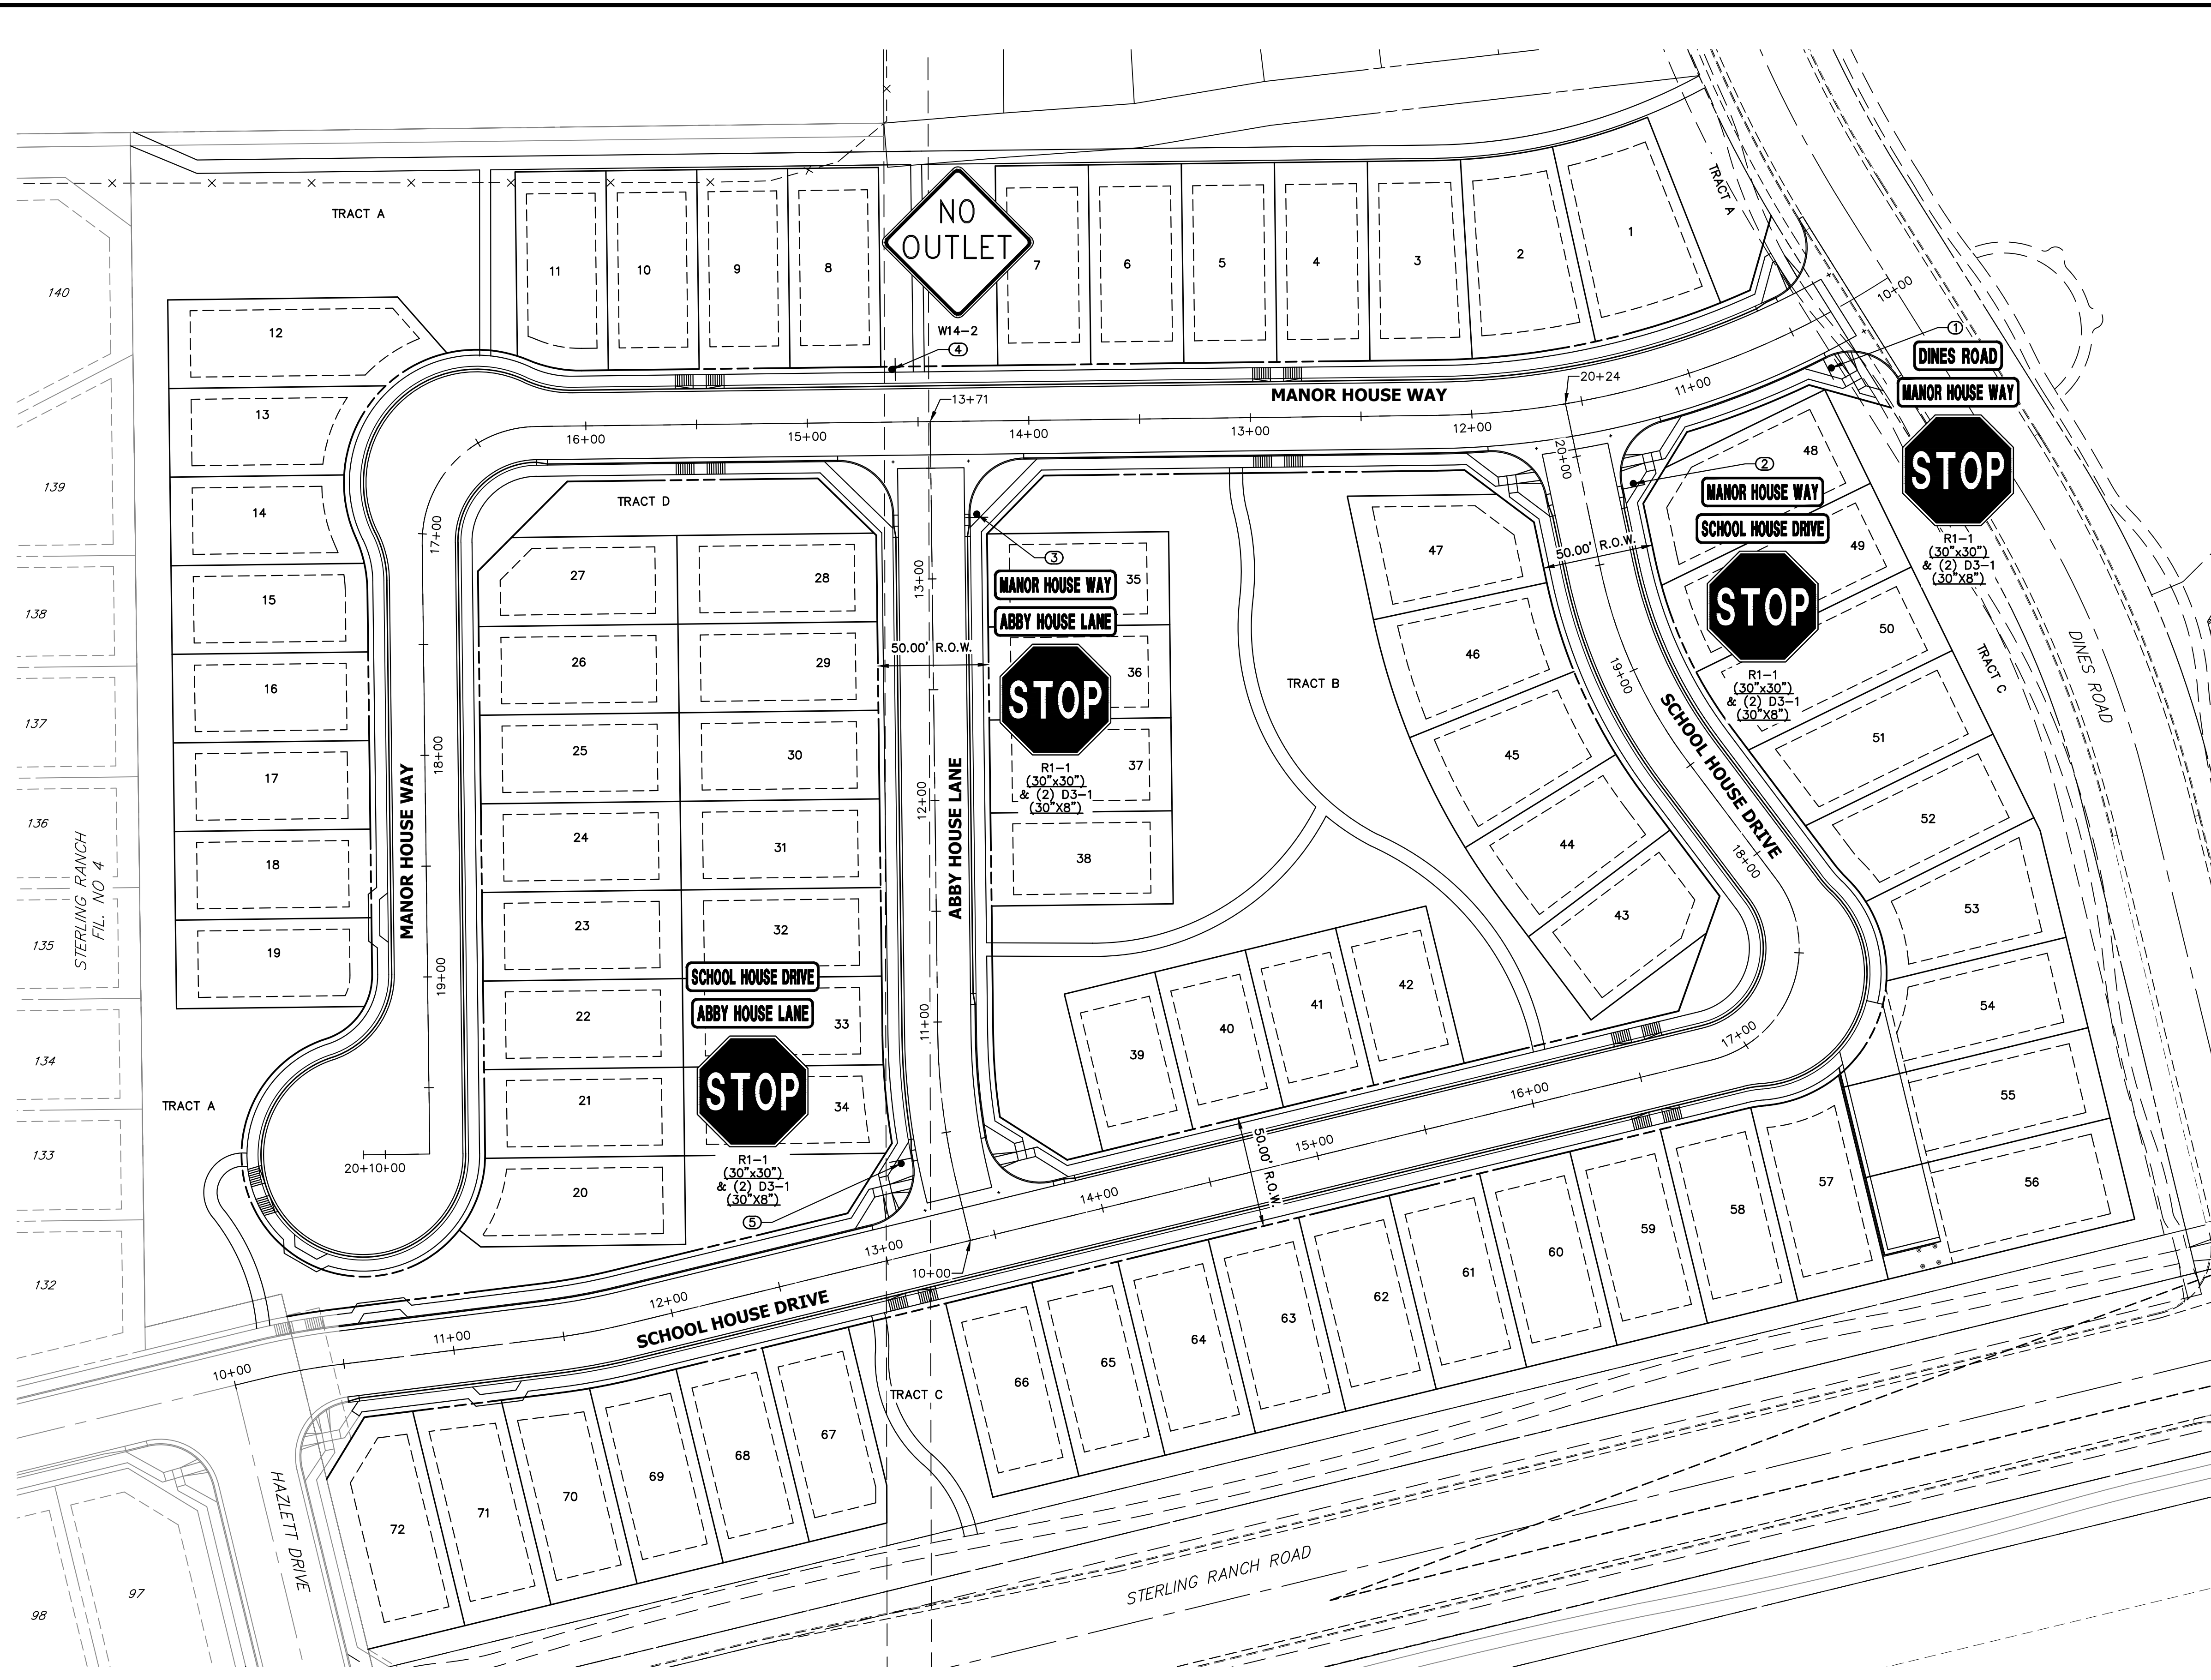 TRACT A
NO
OUTLET
W14-2
4
11
10
9
8
7
6
5
4
3
2
1
TRACT A
10+00
1
DINES ROAD
MANOR HOUSE WAY
STOP
R1-1
(30"x30")
& (2) D3-1
(30"X8")
MANOR HOUSE WAY
20+24
11+00
13+71
16+00
15+00
14+00
13+00
12+00
20+00
2
MANOR HOUSE WAY
SCHOOL HOUSE DRIVE
STOP
R1-1
(30"x30")
& (2) D3-1
(30"X8")
50.00' R.O.W.
140
139
138
137
136
135
134
133
132
STERLING RANCH
FIL. NO 4
12
13
14
15
16
17
18
19
TRACT A
MANOR HOUSE WAY
17+00
18+00
19+00
20+10+00
TRACT D
27
28
26
29
25
30
24
31
23
32
22
33
21
34
20
SCHOOL HOUSE DRIVE
ABBY HOUSE LANE
STOP
R1-1
(30"x30")
& (2) D3-1
(30"X8")
5
50.00' R.O.W.
13+00
12+00
11+00
10+00
ABBY HOUSE LANE
3
MANOR HOUSE WAY
ABBY HOUSE LANE
STOP
R1-1
(30"x30")
& (2) D3-1
(30"X8")
35
36
37
38
TRACT B
39
40
41
42
43
44
45
46
47
48
49
50
51
52
53
54
55
56
19+00
SCHOOL HOUSE DRIVE
18+00
17+00
16+00
15+00
14+00
13+00
12+00
11+00
10+00
50.00' R.O.W.
TRACT C
DINES ROAD
SCHOOL HOUSE DRIVE
57
58
59
60
61
62
63
64
65
66
TRACT C
67
68
69
70
71
72
HAZLETT DRIVE
97
98
STERLING RANCH ROAD